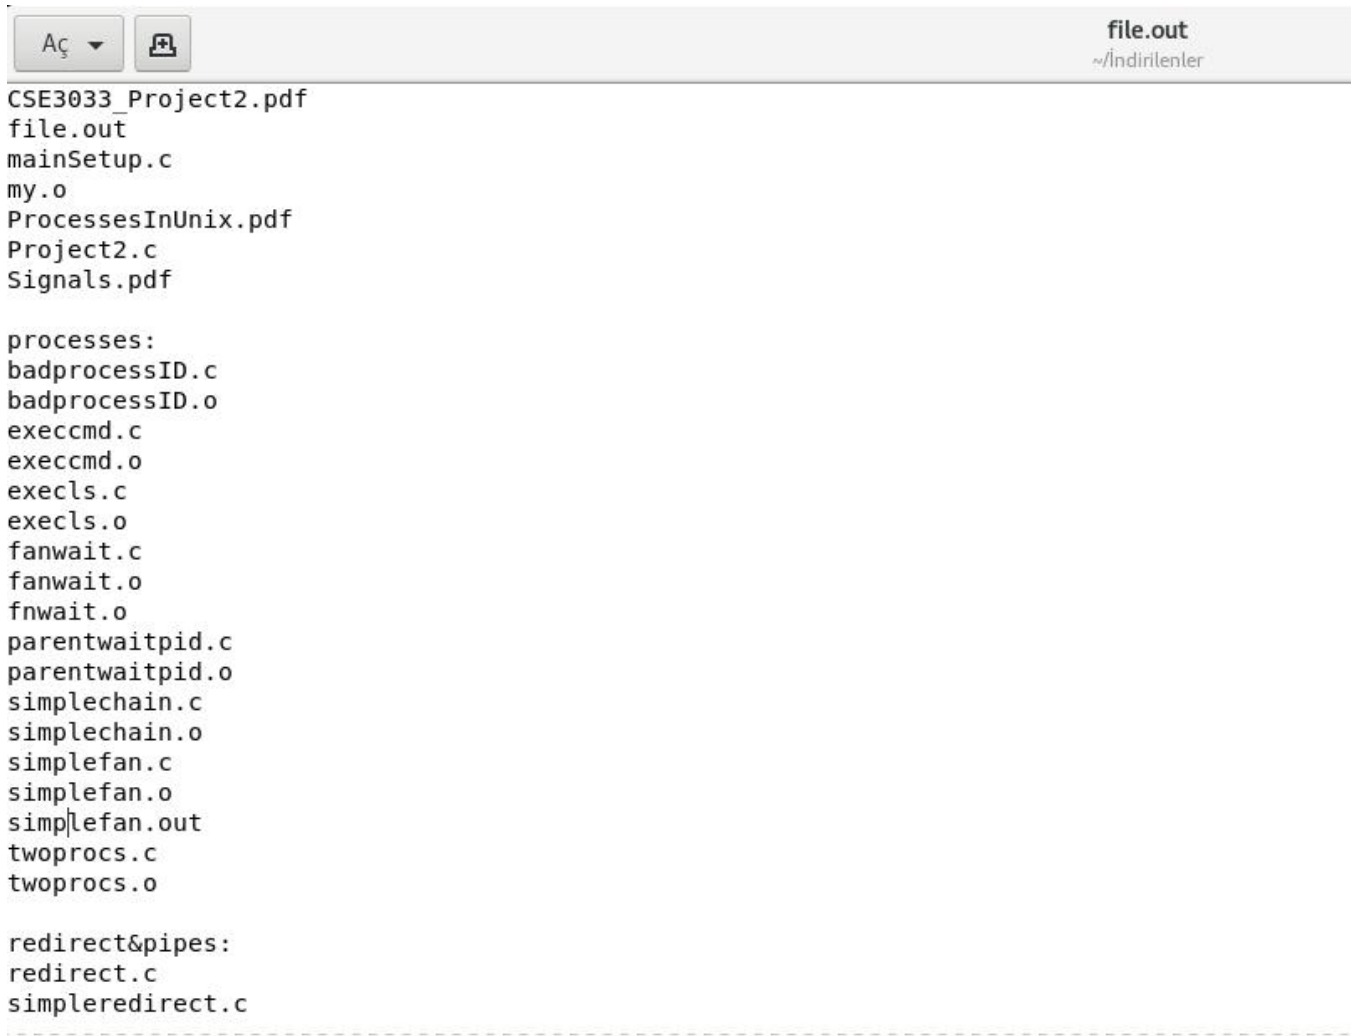 Aç
file.out
~/İndirilenler
CSE3033_Project2.pdf
file.out
mainSetup.c
my.o
ProcessesInUnix.pdf
Project2.c
Signals.pdf
processes:
badprocessID.c
badprocessID.o
execcmd.c
execcmd.o
execls.c
execls.o
fanwait.c
fanwait.o
fnwait.o
parentwaitpid.c
parentwaitpid.o
simplechain.c
simplechain.o
simplefan.c
simplefan.o
simplefan.out
twoprocs.c
twoprocs.o
redirect&pipes:
redirect.c
simpleredirect.c